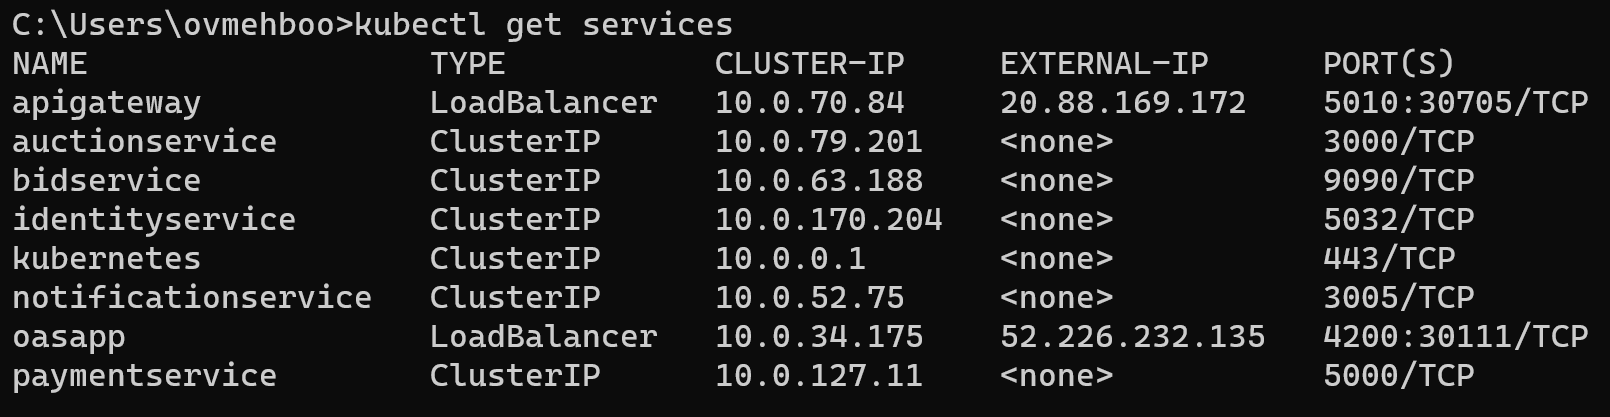 C:\Users\ovmehboo>kubectl get services
NAME                  TYPE           CLUSTER-IP     EXTERNAL-IP      PORT(S)
apigateway            LoadBalancer   10.0.70.84     20.88.169.172    5010:30705/TCP
auctionservice        ClusterIP      10.0.79.201    <none>           3000/TCP
bidservice            ClusterIP      10.0.63.188    <none>           9090/TCP
identityservice       ClusterIP      10.0.170.204   <none>           5032/TCP
kubernetes            ClusterIP      10.0.0.1       <none>           443/TCP
notificationservice   ClusterIP      10.0.52.75     <none>           3005/TCP
oasapp                LoadBalancer   10.0.34.175    52.226.232.135   4200:30111/TCP
paymentservice        ClusterIP      10.0.127.11    <none>           5000/TCP